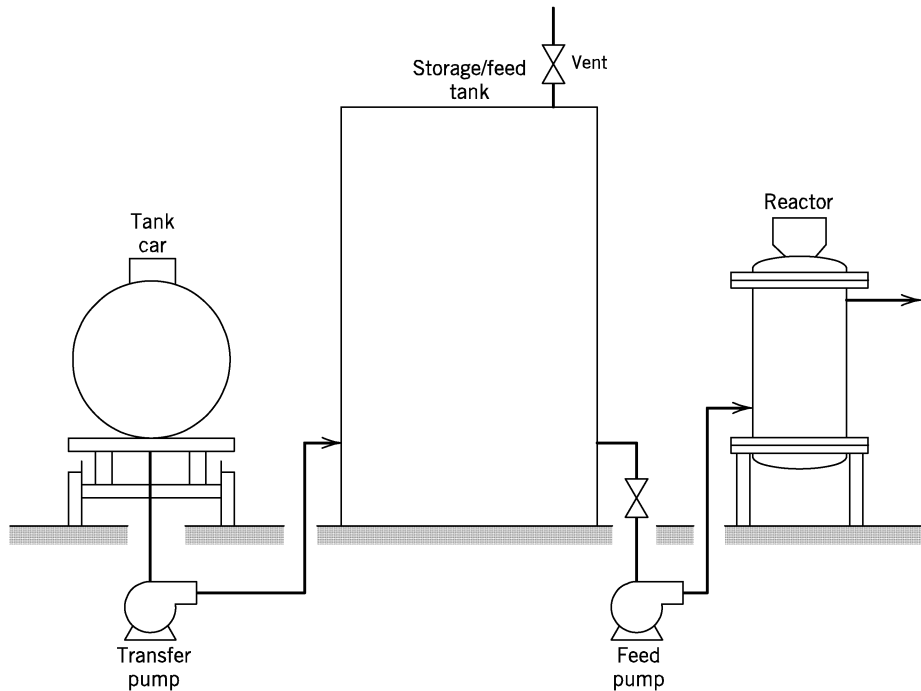 Vent
Storage/feed
tank
Reactor
Tank
car
Transfer
pump
Feed
pump